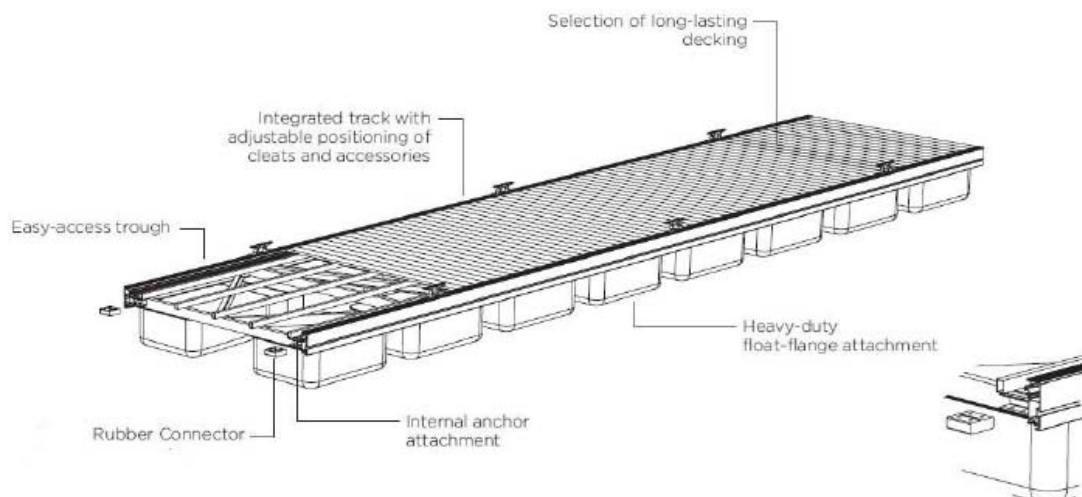 Selection of long-lasting
decking
Integrated track with
adjustable positioning of
cleats and accessories
Easy-access trough
Heavy-duty
float-flange attachment
Internal anchor
attachment
Rubber Connector